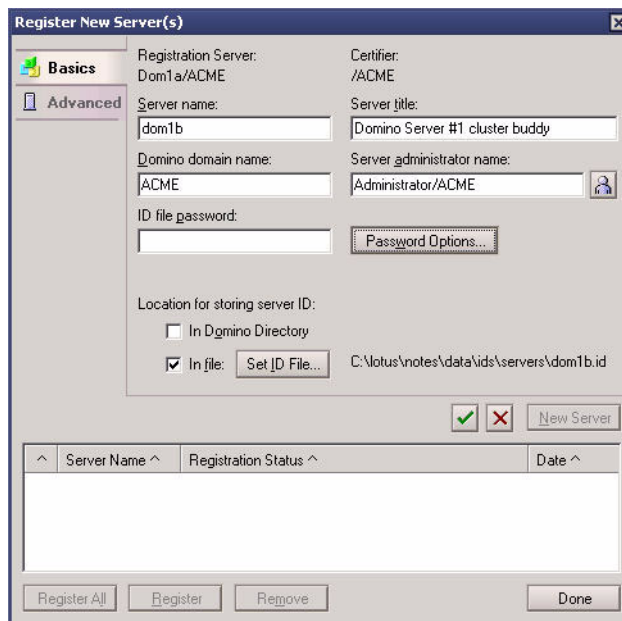 Register New Server(s)
Basics
Advanced
Registration Server:
Dom1a/ACME
Certifier:
/ACME
Server name:
dom1b
Server title:
Domino Server #1 cluster buddy
Domino domain name:
ACME
Server administrator name:
Administrator/ACME
ID file password:
Password Options...
Location for storing server ID:
In Domino Directory
In file:
Set ID File...
C:\lotus\notes\data\ids\servers\dom1b.id
New Server
Server Name
Registration Status
Date
Register All
Register
Remove
Done